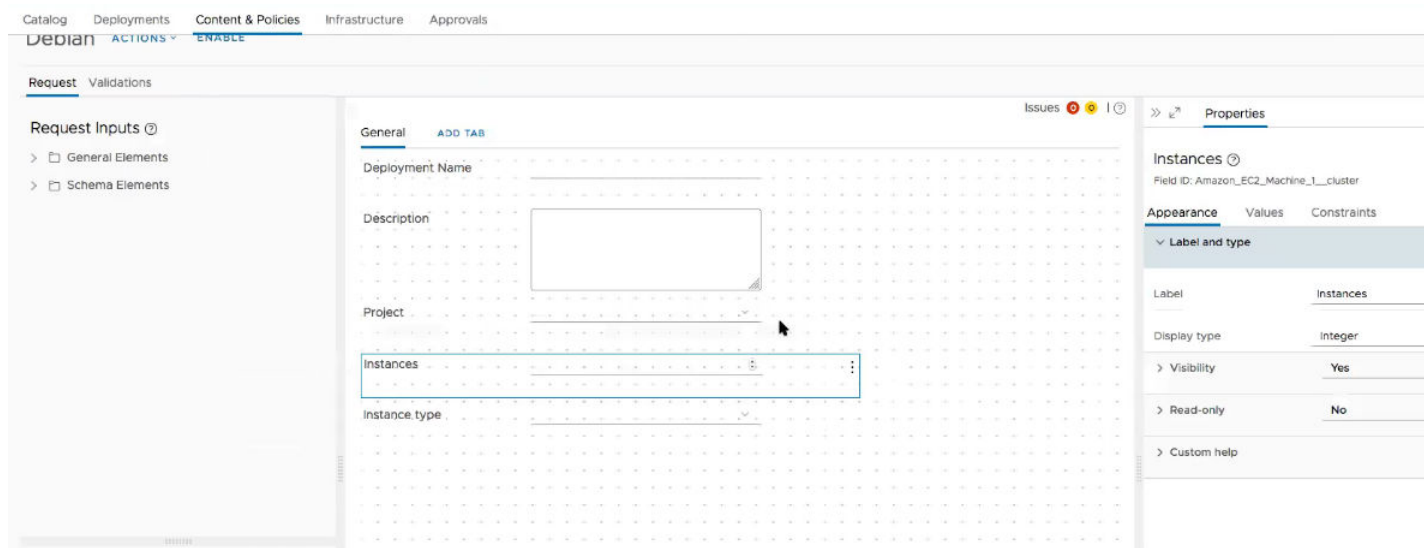 Catalog Deployments Content & Policies Infrastructure Approvals
Debian ACTIONS ENABLE
Request Validations
Request Inputs
General Elements
Schema Elements
Issues 0 0
General ADD TAB
Deployment Name
Description
Project
Instances
Instance type
Properties
Instances
Field ID: Amazon_EC2_Machine_1__cluster
Appearance Values Constraints
Label and type
Label Instances
Display type Integer
Visibility Yes
Read-only No
Custom help